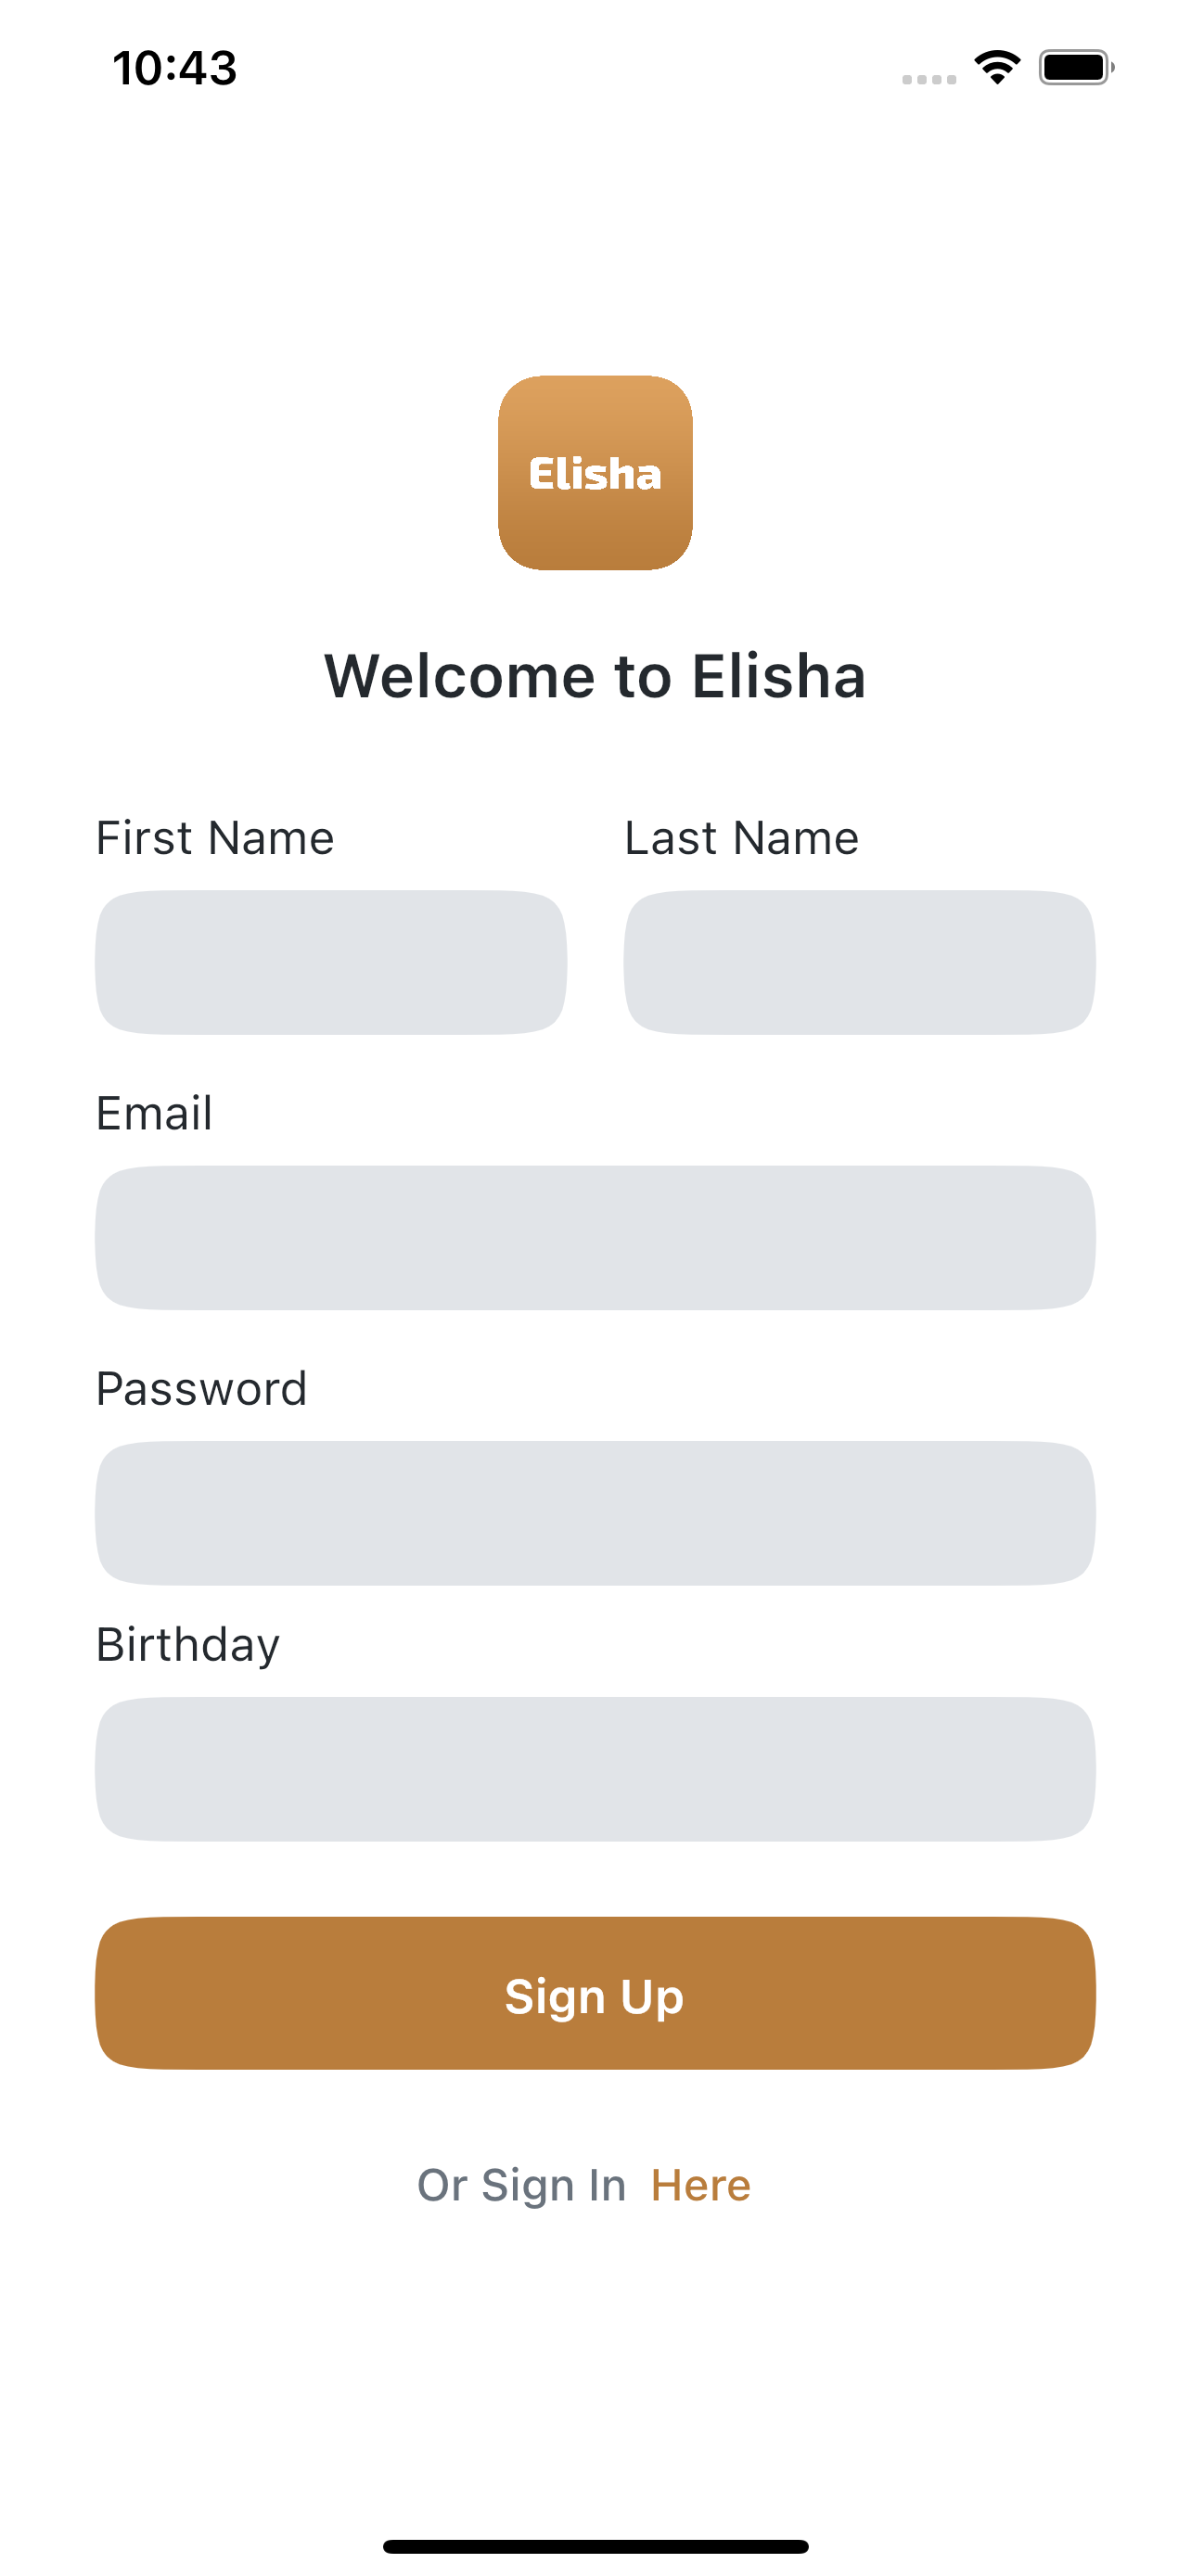 10:43
Elisha
Welcome to Elisha
First Name Last Name
Email
Password
Birthday
Sign Up
Or Sign In Here